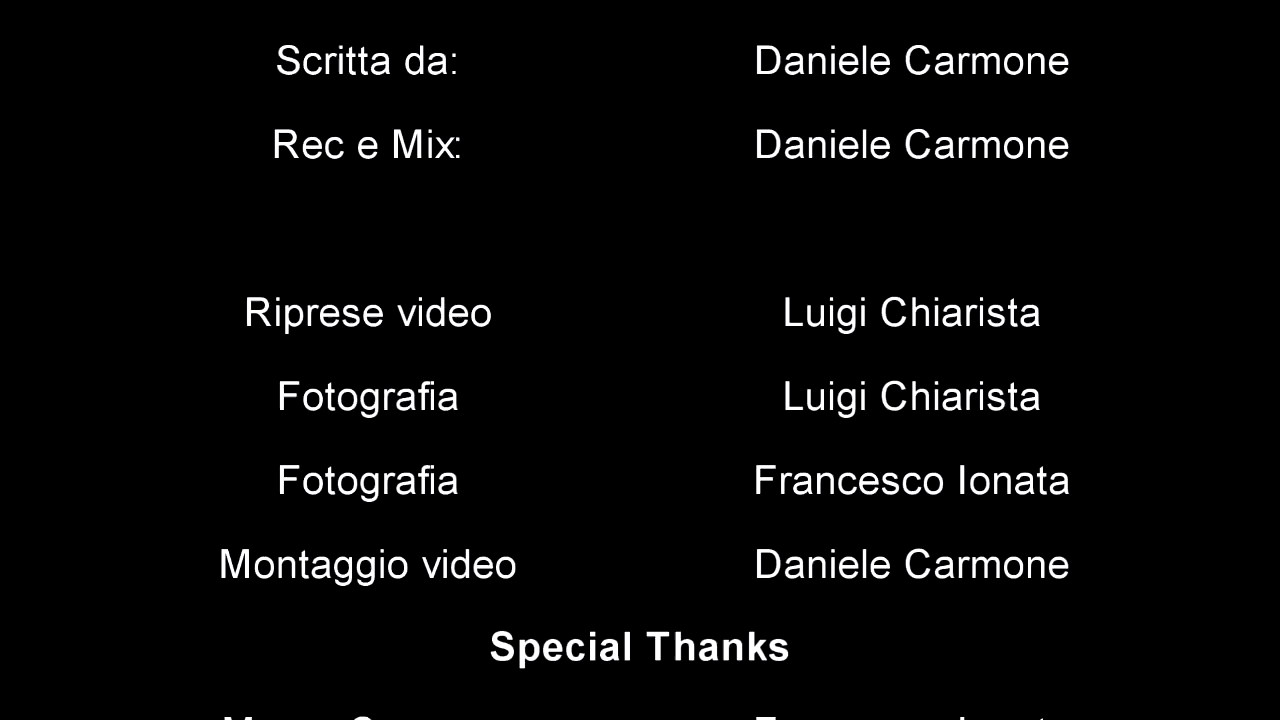 Scritta da: Daniele Carmone
Rec e Mix: Daniele Carmone
Riprese video Luigi Chiarista
Fotografia Luigi Chiarista
Fotografia Francesco Ionata
Montaggio video Daniele Carmone
Special Thanks